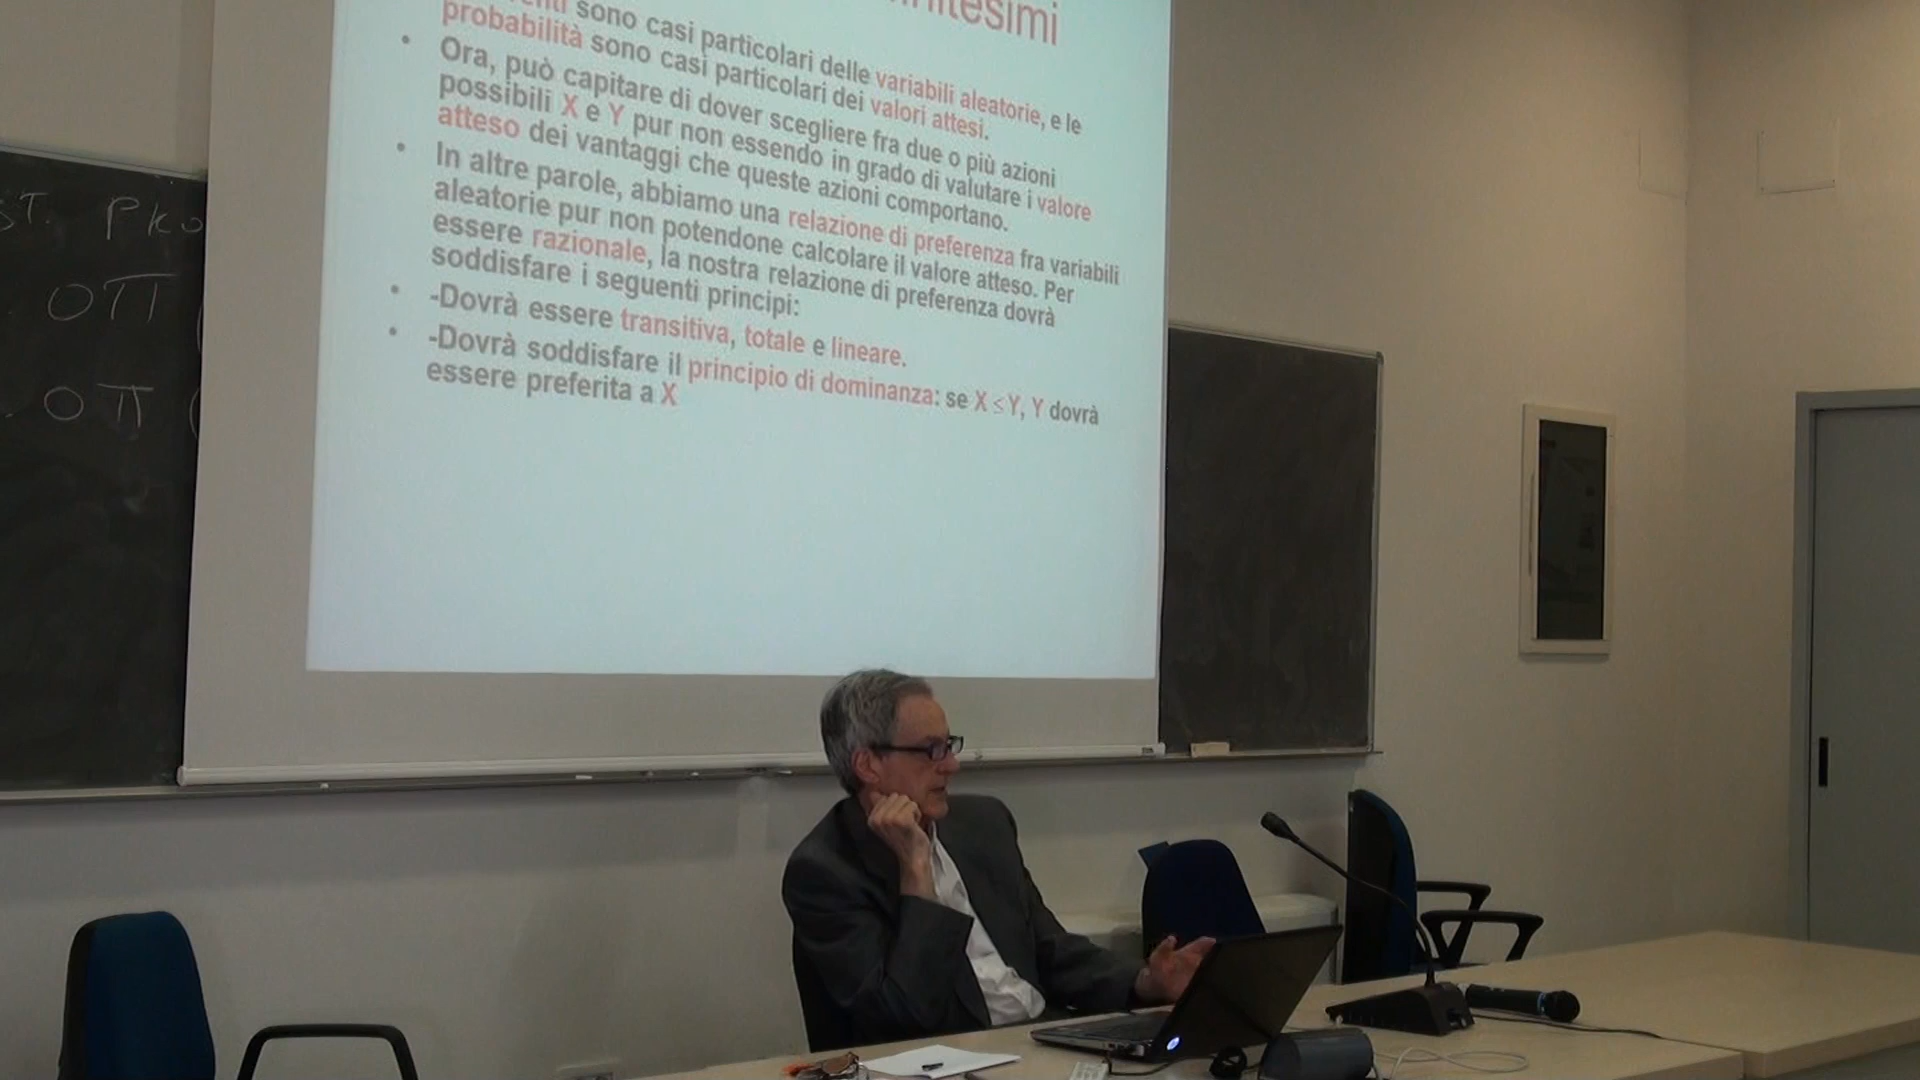 sono casi particolari delle variabili aleatorie, e le
probabilità sono casi particolari dei valori attesi.
• Ora, può capitare di dover scegliere fra due o più azioni
possibili X e Y pur non essendo in grado di valutare i valore
atteso dei vantaggi che queste azioni comportano.
• In altre parole, abbiamo una relazione di preferenza fra variabili
aleatorie pur non potendone calcolare il valore atteso. Per
essere razionale, la nostra relazione di preferenza dovrà
soddisfare i seguenti principi:
• -Dovrà essere transitiva, totale e lineare.
• -Dovrà soddisfare il principio di dominanza: se X ≤ Y, Y dovrà
essere preferita a X